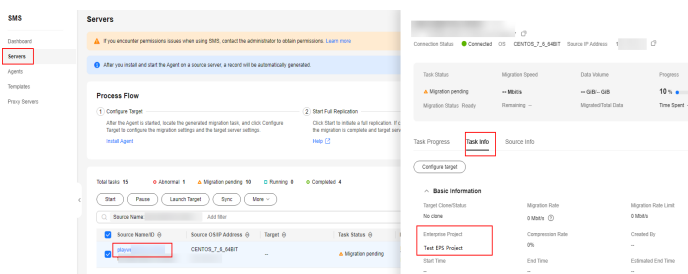 SMS
Dashboard
Servers
Agents
Templates
Proxy Servers
Servers
If you encounter permissions issues when using SMS, contact the administrator to obtain permissions. Learn more
After you install and start the Agent on a source server, a record will be automatically generated.
Process Flow
1 Configure Target
After the Agent is started, locate the generated migration task, and click Configure
Target to configure the migration settings and the target server settings.
Install Agent
2 Start Full Replication
Click Start to initiate a full replication. If c
the migration is complete and target serv
Help
Total tasks 15 Abnormal 1 Migration pending 10 Running 0 Completed 4
Start Pause Launch Target Sync More
Source Name Add filter
Source Name/ID Source OS/IP Address Target Task Status
CENTOS_7_6_64BIT -- Migration pending
Connection Status Connected OS CENTOS_7_6_64BIT Source IP Address
Task Status Migration Speed Data Volume Progress
Migration pending -- Mbit/s -- GiB/-- GiB 10 %
Migration Status Ready Remaining -- Migrated/Total Data Time Spent
Task Progress Task Info Source Info
Configure target
Basic Information
Target Clone/Status Migration Rate Migration Rate Limit
No clone 0 Mbit/s 0 Mbit/s
Enterprise Project Compression Rate Created By
Test EPS Project 0% --
Start Time End Time Estimated End Time
-- -- --